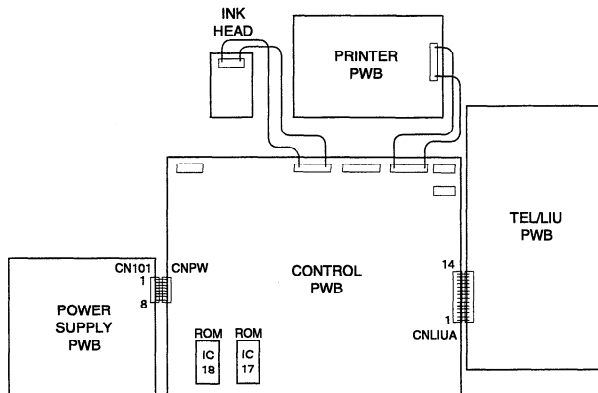 INK
HEAD
PRINTER
PWB
TEL/LIU
PWB
CN101
CNPW
1
8
POWER
SUPPLY
PWB
CONTROL
PWB
14
1
CNLIUA
ROM
ROM
IC
18
IC
17